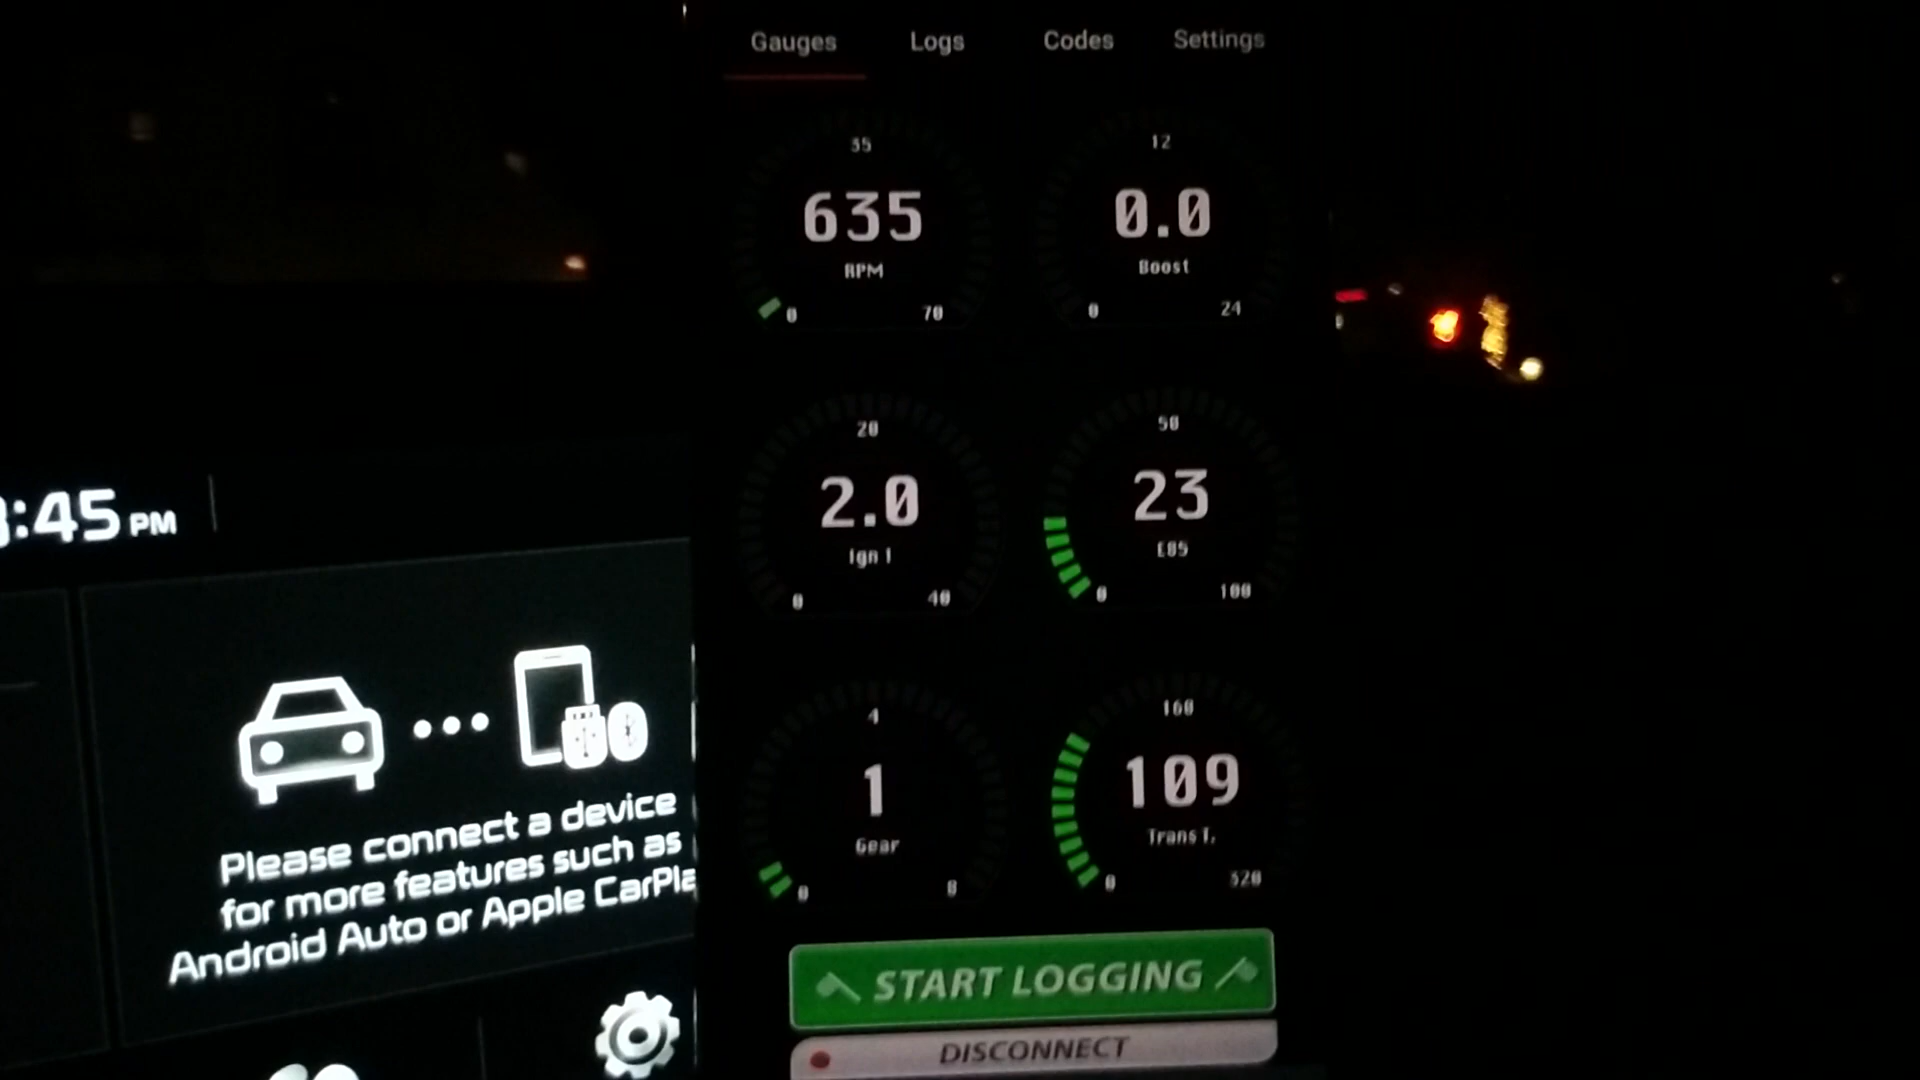 Gauges Logs Codes Settings
35
635
RPM
0 70
12
0.0
Boost
0 24
20
2.0
Ign 1
0 40
50
23
E85
0 100
4
1
Gear
0 8
160
109
Trans T.
0 320
START LOGGING
DISCONNECT
:45 PM
Please connect a device
for more features such as
Android Auto or Apple CarPla